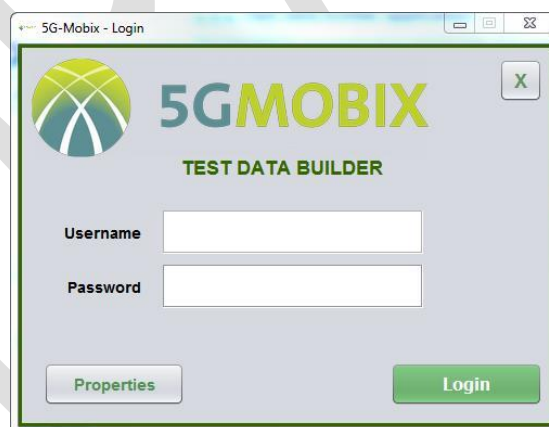 5G-Mobix - Login
X
5GMOBIX
TEST DATA BUILDER
Username
Password
Properties
Login